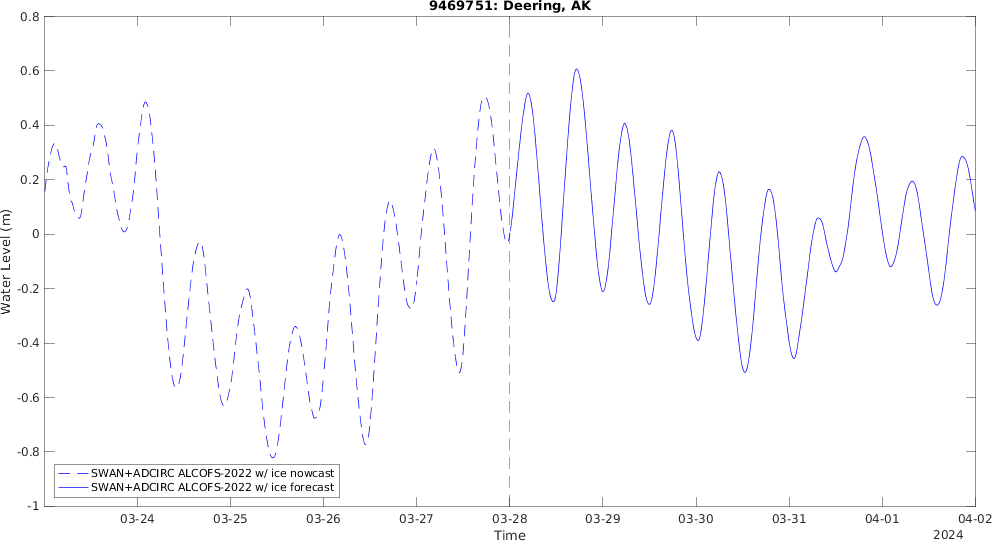 9469751: Deering, AK
0.8
0.6
0.4
0.2
0
-0.2
-0.4
-0.6
-0.8
-1
Water Level (m)
SWAN+ADCIRC ALCOFS-2022 w/ ice nowcast
SWAN+ADCIRC ALCOFS-2022 w/ ice forecast
03-24 03-25 03-26 03-27 03-28 03-29 03-30 03-31 04-01 04-02
Time
2024